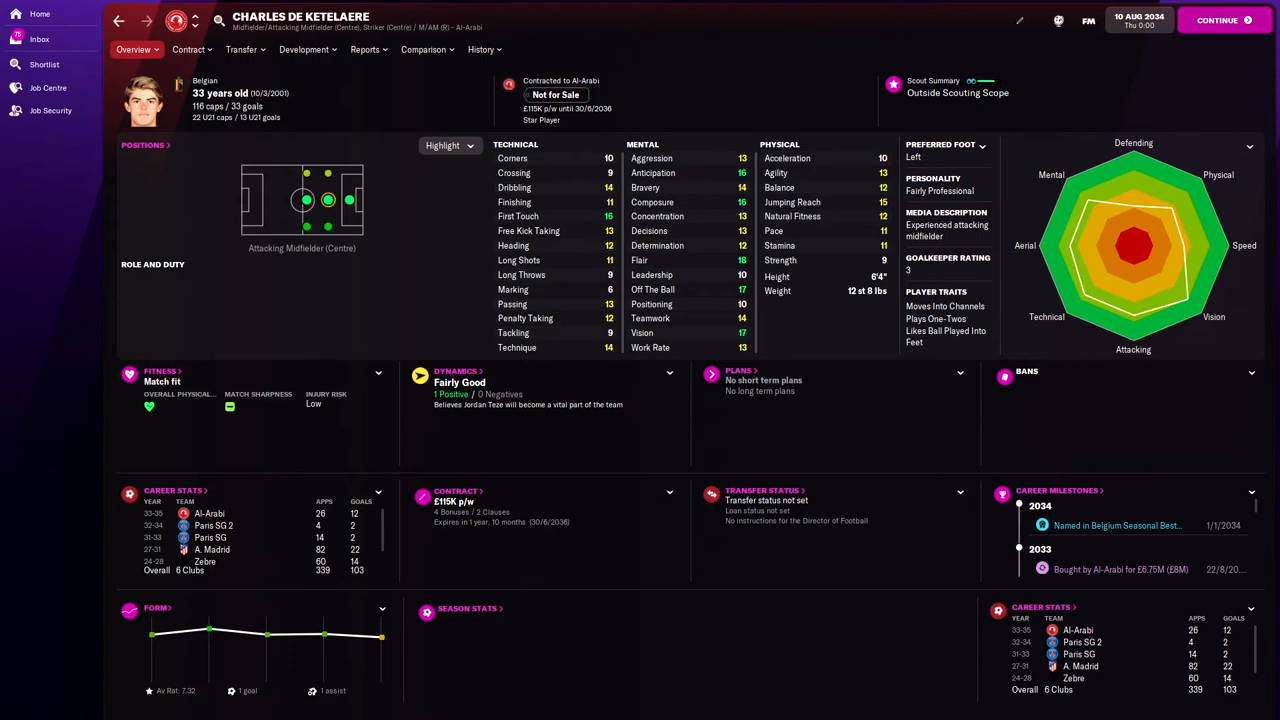 Home
75
Inbox
Shortlist
Job Centre
Job Security
CHARLES DE KETELAERE
Midfielder/Attacking Midfielder (Centre), Striker (Centre) / M/AM (R) - Al-Arabi
FM
10 AUG 2034
Thu 0:00
CONTINUE
Overview
Contract
Transfer
Development
Reports
Comparison
History
Belgian
33 years old (10/3/2001)
116 caps / 33 goals
22 U21 caps / 13 U21 goals
Contracted to Al-Arabi
Not for Sale
£115K p/w until 30/6/2036
Star Player
Scout Summary
Outside Scouting Scope
POSITIONS
Highlight
Attacking Midfielder (Centre)
ROLE AND DUTY
TECHNICAL
Corners 10
Crossing 9
Dribbling 14
Finishing 11
First Touch 16
Free Kick Taking 13
Heading 12
Long Shots 11
Long Throws 9
Marking 6
Passing 13
Penalty Taking 12
Tackling 9
Technique 14
MENTAL
Aggression 13
Anticipation 16
Bravery 14
Composure 16
Concentration 13
Decisions 13
Determination 12
Flair 18
Leadership 10
Off The Ball 17
Positioning 10
Teamwork 14
Vision 17
Work Rate 13
PHYSICAL
Acceleration 10
Agility 13
Balance 12
Jumping Reach 15
Natural Fitness 12
Pace 11
Stamina 11
Strength 9
Height 6'4"
Weight 12 st 8 lbs
PREFERRED FOOT
Left
PERSONALITY
Fairly Professional
MEDIA DESCRIPTION
Experienced attacking
midfielder
GOALKEEPER RATING
3
PLAYER TRAITS
Moves Into Channels
Plays One-Twos
Likes Ball Played Into
Feet
Defending
Mental
Physical
Aerial
Speed
Technical
Vision
Attacking
FITNESS
Match fit
OVERALL PHYSICAL...
MATCH SHARPNESS
INJURY RISK
Low
DYNAMICS
Fairly Good
1 Positive / 0 Negatives
Believes Jordan Teze will become a vital part of the team
PLANS
No short term plans
No long term plans
BANS
CAREER STATS
YEAR TEAM APPS GOALS
33-35 Al-Arabi 26 12
32-34 Paris SG 2 4 2
31-33 Paris SG 14 2
27-31 A. Madrid 82 22
24-28 Zebre 60 14
Overall 6 Clubs 339 103
CONTRACT
£115K p/w
4 Bonuses / 2 Clauses
Expires in 1 year, 10 months (30/6/2036)
TRANSFER STATUS
Transfer status not set
Loan status not set
No instructions for the Director of Football
CAREER MILESTONES
2034
Named in Belgium Seasonal Best... 1/1/2034
2033
Bought by Al-Arabi for £6.75M (£8M) 22/8/20...
FORM
Av Rat: 7.32
1 goal
1 assist
SEASON STATS
CAREER STATS
YEAR TEAM APPS GOALS
33-35 Al-Arabi 26 12
32-34 Paris SG 2 4 2
31-33 Paris SG 14 2
27-31 A. Madrid 82 22
24-28 Zebre 60 14
Overall 6 Clubs 339 103